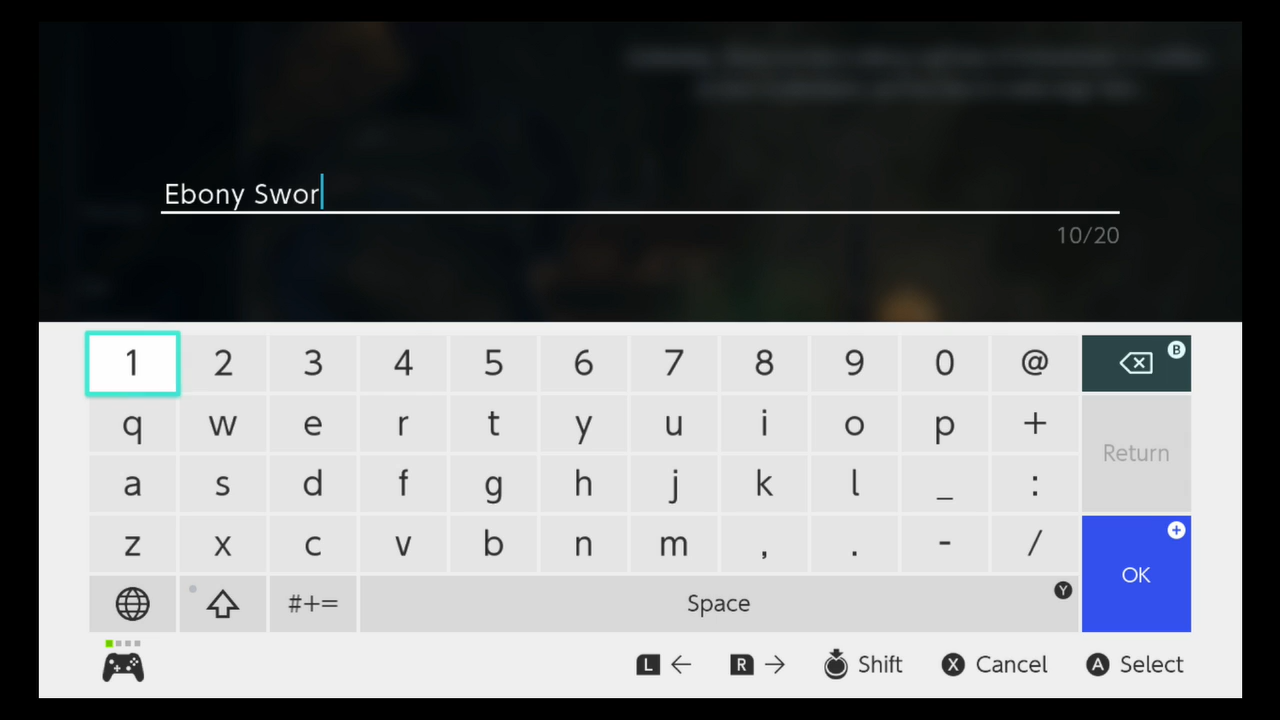 Ebony Swor
10/20
1 2 3 4 5 6 7 8 9 0 @ B
q w e r t y u i o p +
Return
a s d f g h j k l _ :
z x c v b n m , . - / +
OK
#+= Space Y
L ← R → Shift X Cancel A Select